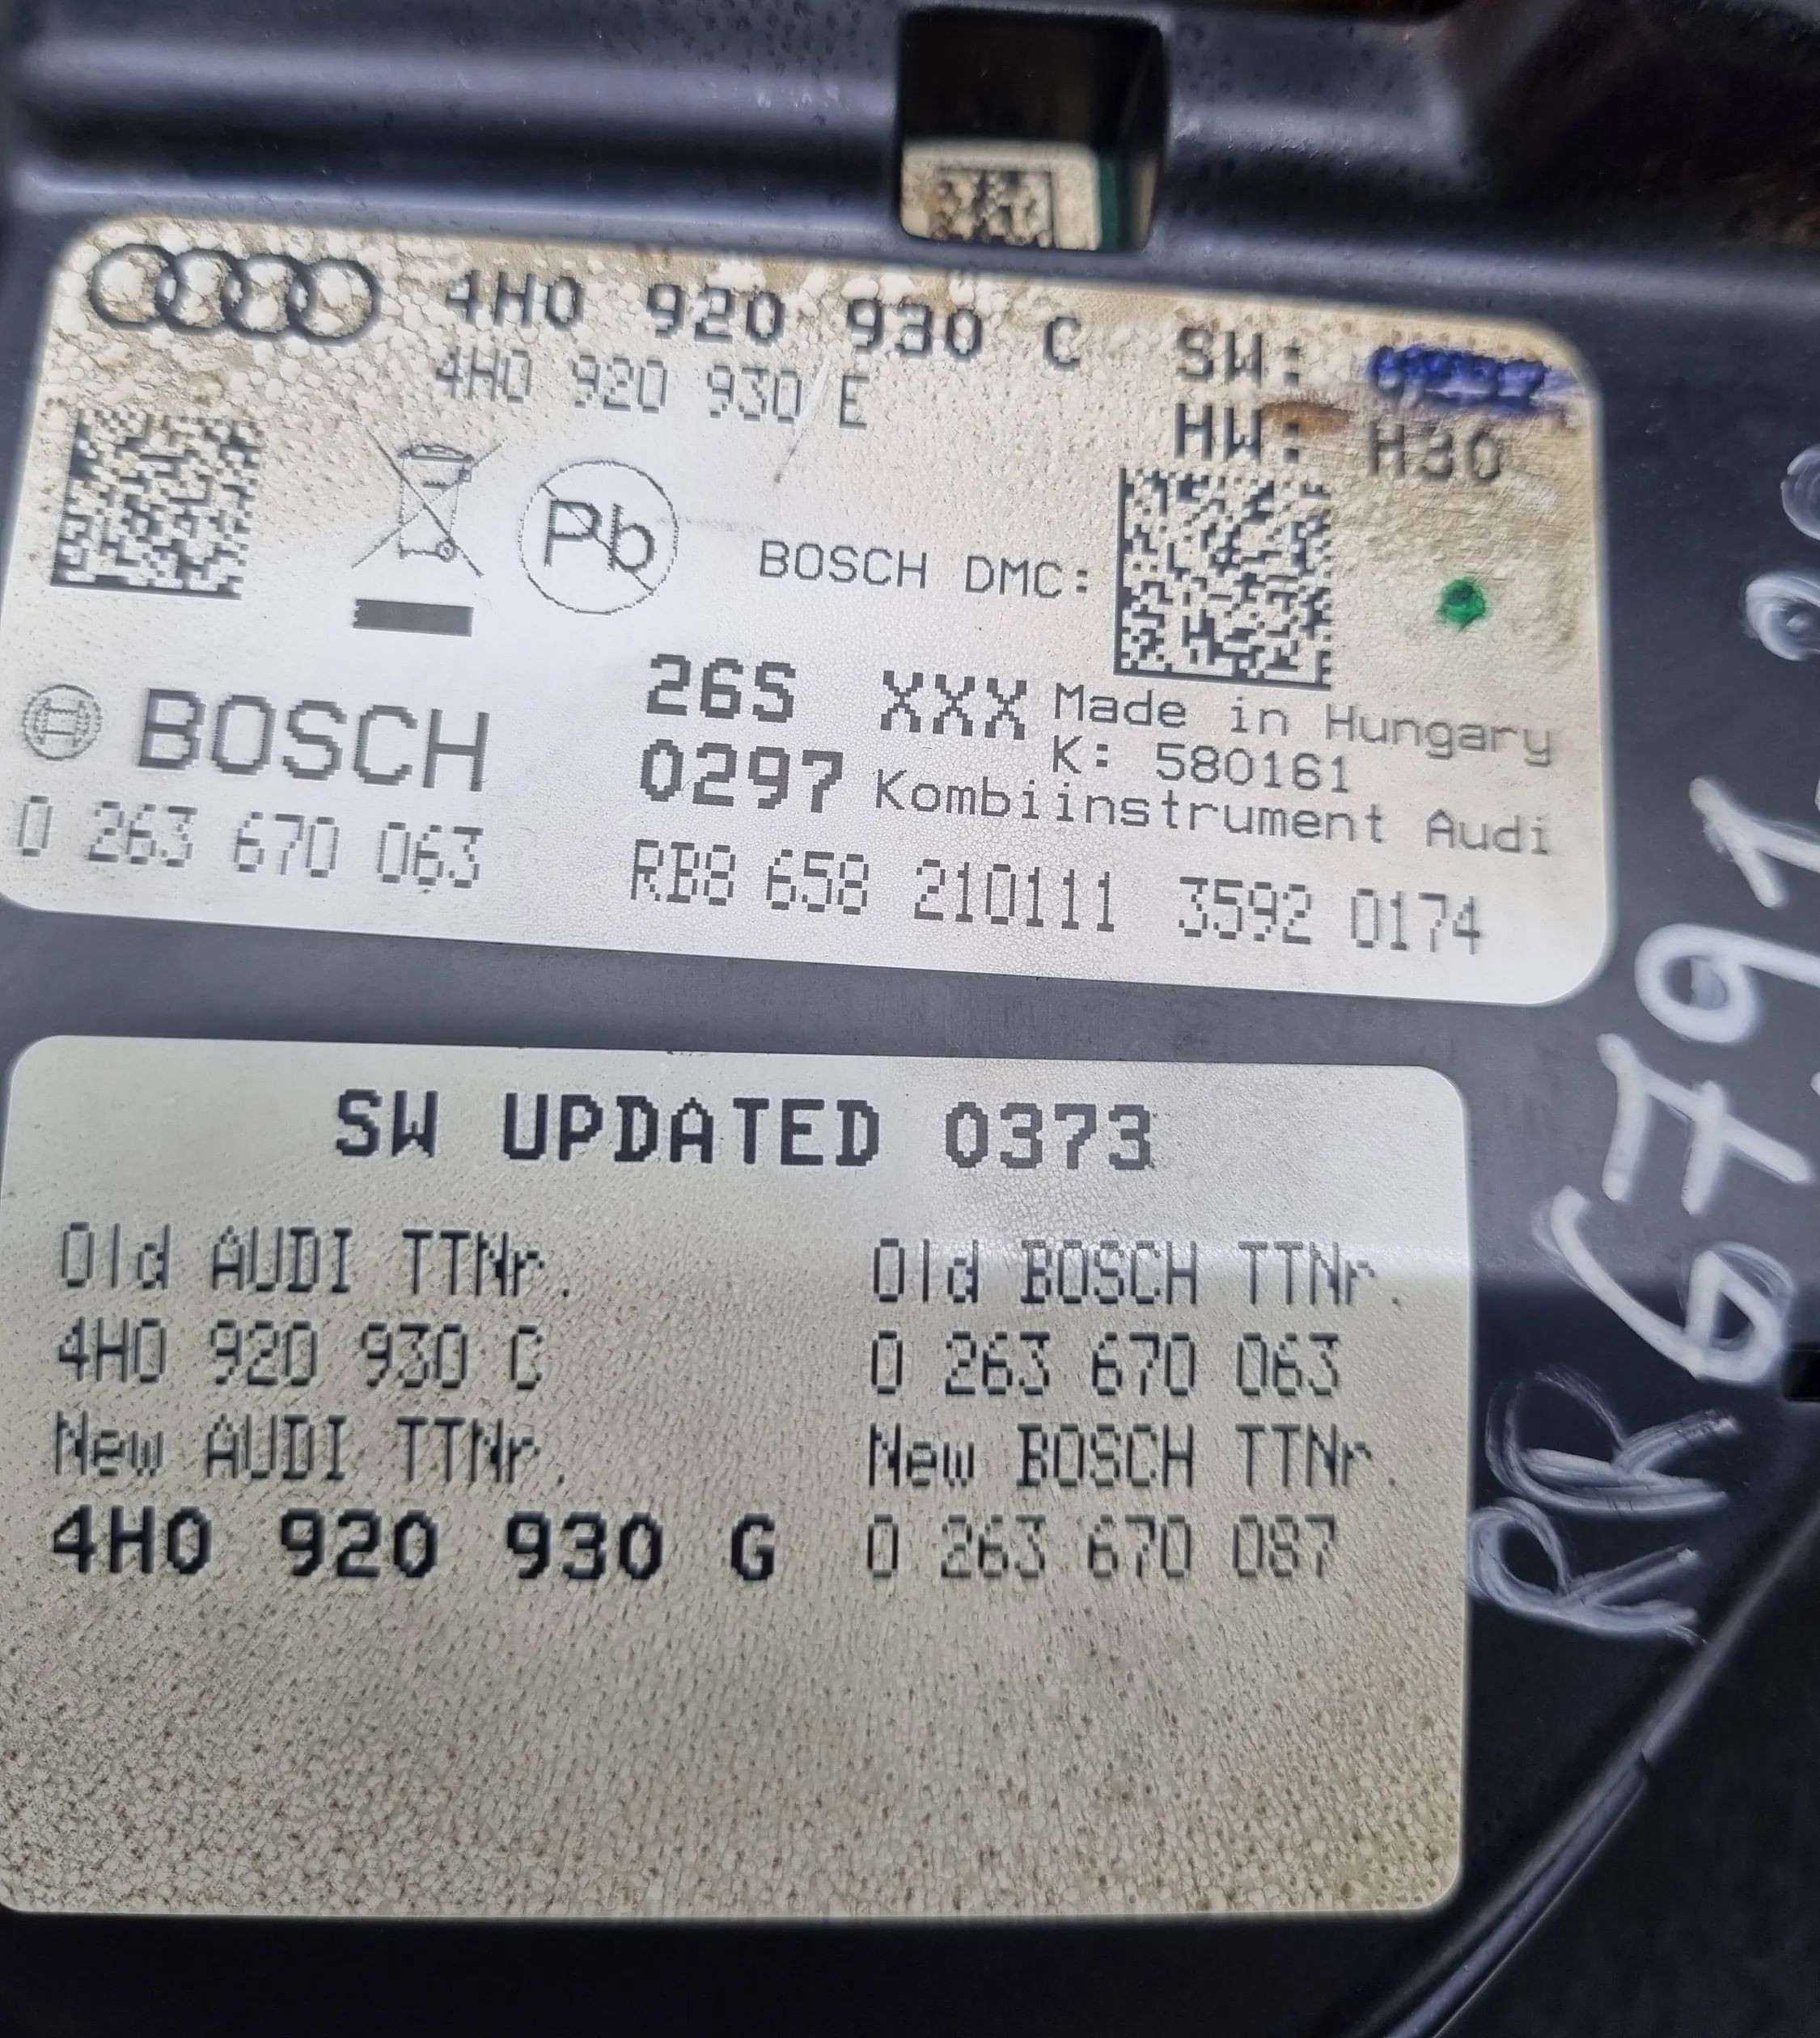 4H0 920 930 C SW:
4H0 920 930 E HW: H30
Pb
BOSCH DMC:
26S XXX Made in Hungary
BOSCH K: 580161
0297 Kombiinstrument Audi
0 263 670 063 RB8 658 210111 3592 0174
SW UPDATED 0373
Old AUDI TTNr. Old BOSCH TTNr.
4H0 920 930 C 0 263 670 063
New AUDI TTNr. New BOSCH TTNr.
4H0 920 930 G 0 263 670 087
RR 6791